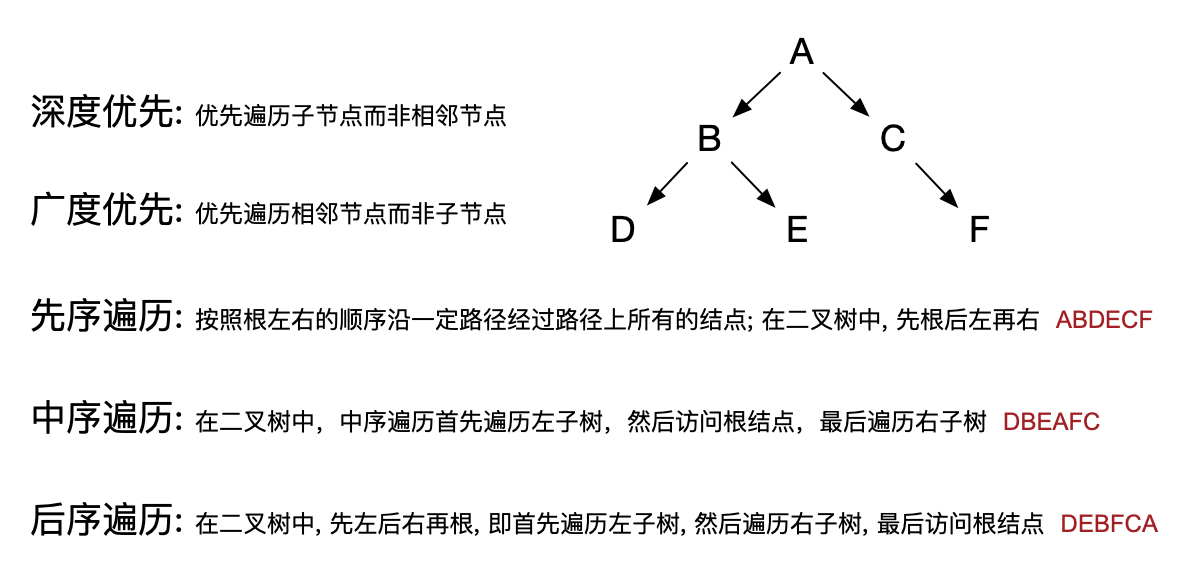 A
深度优先: 优先遍历子节点而非相邻节点
B C
广度优先: 优先遍历相邻节点而非子节点
D E F
先序遍历: 按照根左右的顺序沿一定路径经过路径上所有的结点; 在二叉树中, 先根后左再右 ABDECF
中序遍历: 在二叉树中，中序遍历首先遍历左子树，然后访问根结点，最后遍历右子树 DBEAFC
后序遍历: 在二叉树中, 先左后右再根, 即首先遍历左子树, 然后遍历右子树, 最后访问根结点 DEBFCA